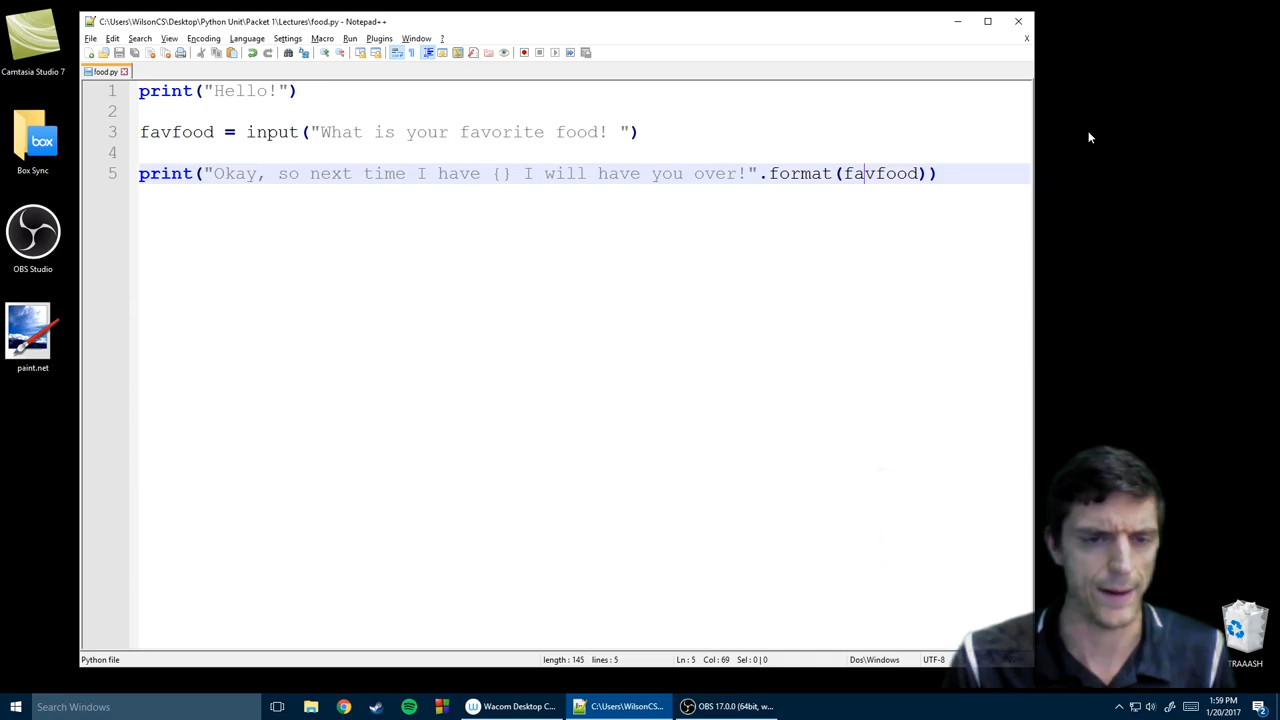 C:\Users\WilsonCS\Desktop\Python Unit\Packet 1\Lectures\food.py - Notepad++
File Edit Search View Encoding Language Settings Macro Run Plugins Window ? X
food.py
1 print("Hello!")
2
3 favfood = input("What is your favorite food! ")
4
5 print("Okay, so next time I have {} I will have you over!".format(favfood))
Camtasia Studio 7
box
Box Sync
OBS Studio
paint.net
TRAAASH
Python file length : 145 lines : 5 Ln : 5 Col : 69 Sel : 0 | 0 Dos\Windows UTF-8
Search Windows
Wacom Desktop C...
C:\Users\WilsonCS...
OBS 17.0.0 (64bit, w...
1:59 PM
1/20/2017
2